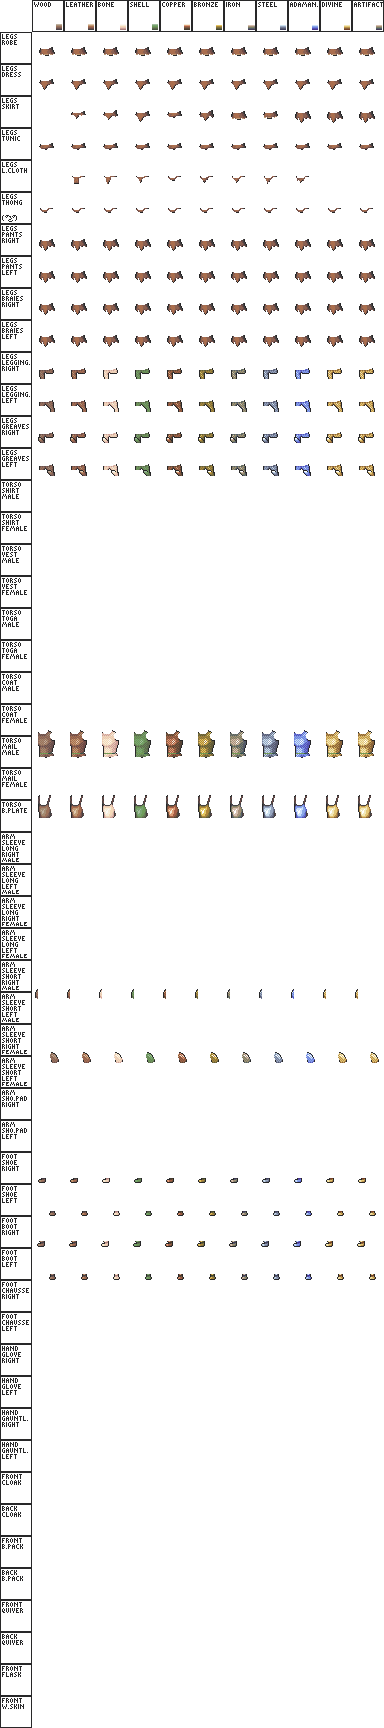 WOOD LEATHER BONE SHELL COPPER BRONZE IRON STEEL ADAMAN. DIVINE ARTIFACT
LEGS
ROBE
LEGS
DRESS
LEGS
SKIRT
LEGS
TUNIC
LEGS
L.CLOTH
LEGS
THONG
LEGS
PANTS
RIGHT
LEGS
PANTS
LEFT
LEGS
BRAIES
RIGHT
LEGS
BRAIES
LEFT
LEGS
LEGGING.
RIGHT
LEGS
LEGGING.
LEFT
LEGS
GREAVES
RIGHT
LEGS
GREAVES
LEFT
TORSO
SHIRT
MALE
TORSO
SHIRT
FEMALE
TORSO
VEST
MALE
TORSO
VEST
FEMALE
TORSO
TOGA
MALE
TORSO
TOGA
FEMALE
TORSO
COAT
MALE
TORSO
COAT
FEMALE
TORSO
MAIL
MALE
TORSO
MAIL
FEMALE
TORSO
B.PLATE
ARM
SLEEVE
LONG
RIGHT
MALE
ARM
SLEEVE
LONG
LEFT
MALE
ARM
SLEEVE
LONG
RIGHT
FEMALE
ARM
SLEEVE
LONG
LEFT
FEMALE
ARM
SLEEVE
SHORT
RIGHT
MALE
ARM
SLEEVE
SHORT
LEFT
MALE
ARM
SLEEVE
SHORT
RIGHT
FEMALE
ARM
SLEEVE
SHORT
LEFT
FEMALE
ARM
SHO.PAD
RIGHT
ARM
SHO.PAD
LEFT
FOOT
SHOE
RIGHT
FOOT
SHOE
LEFT
FOOT
BOOT
RIGHT
FOOT
BOOT
LEFT
FOOT
CHAUSSE
RIGHT
FOOT
CHAUSSE
LEFT
HAND
GLOVE
RIGHT
HAND
GLOVE
LEFT
HAND
GAUNTL.
RIGHT
HAND
GAUNTL.
LEFT
FRONT
CLOAK
BACK
CLOAK
FRONT
B.PACK
BACK
B.PACK
FRONT
QUIVER
BACK
QUIVER
FRONT
FLASK
FRONT
W.SKIN